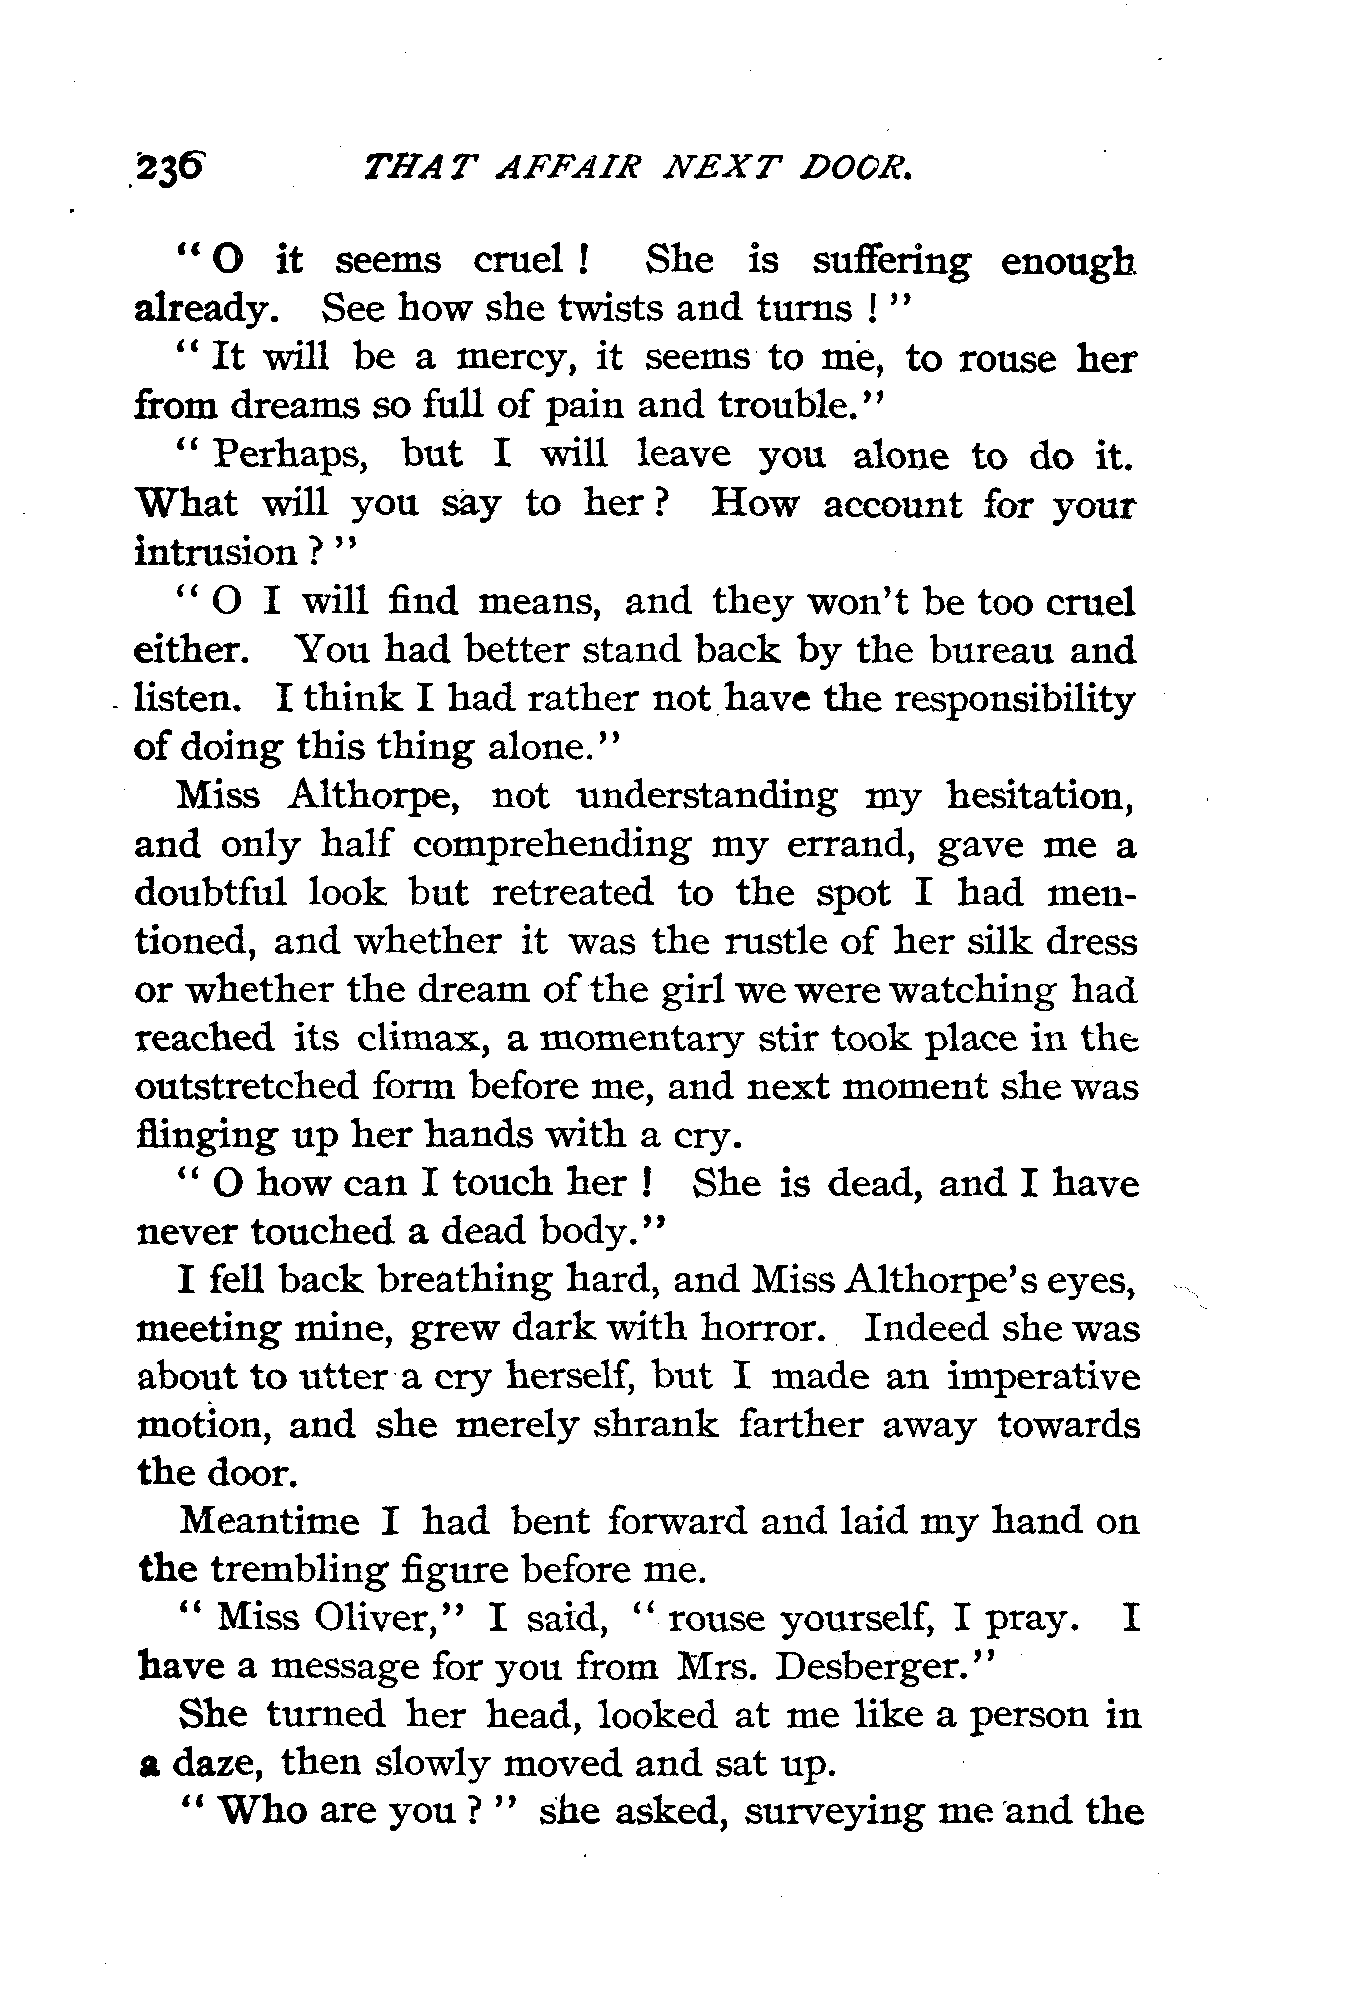 236 THAT AFFAIR NEXT DOOR.
"O it seems cruel! She is suffering enough
already. See how she twists and turns!"
"It will be a mercy, it seems to me, to rouse her
from dreams so full of pain and trouble."
"Perhaps, but I will leave you alone to do it.
What will you say to her? How account for your
intrusion?"
"O I will find means, and they won't be too cruel
either. You had better stand back by the bureau and
listen. I think I had rather not have the responsibility
of doing this thing alone."
Miss Althorpe, not understanding my hesitation,
and only half comprehending my errand, gave me a
doubtful look but retreated to the spot I had men-
tioned, and whether it was the rustle of her silk dress
or whether the dream of the girl we were watching had
reached its climax, a momentary stir took place in the
outstretched form before me, and next moment she was
flinging up her hands with a cry.
"O how can I touch her! She is dead, and I have
never touched a dead body."
I fell back breathing hard, and Miss Althorpe's eyes,
meeting mine, grew dark with horror. Indeed she was
about to utter a cry herself, but I made an imperative
motion, and she merely shrank farther away towards
the door.
Meantime I had bent forward and laid my hand on
the trembling figure before me.
"Miss Oliver," I said, "rouse yourself, I pray. I
have a message for you from Mrs. Desberger."
She turned her head, looked at me like a person in
a daze, then slowly moved and sat up.
"Who are you?" she asked, surveying me and the